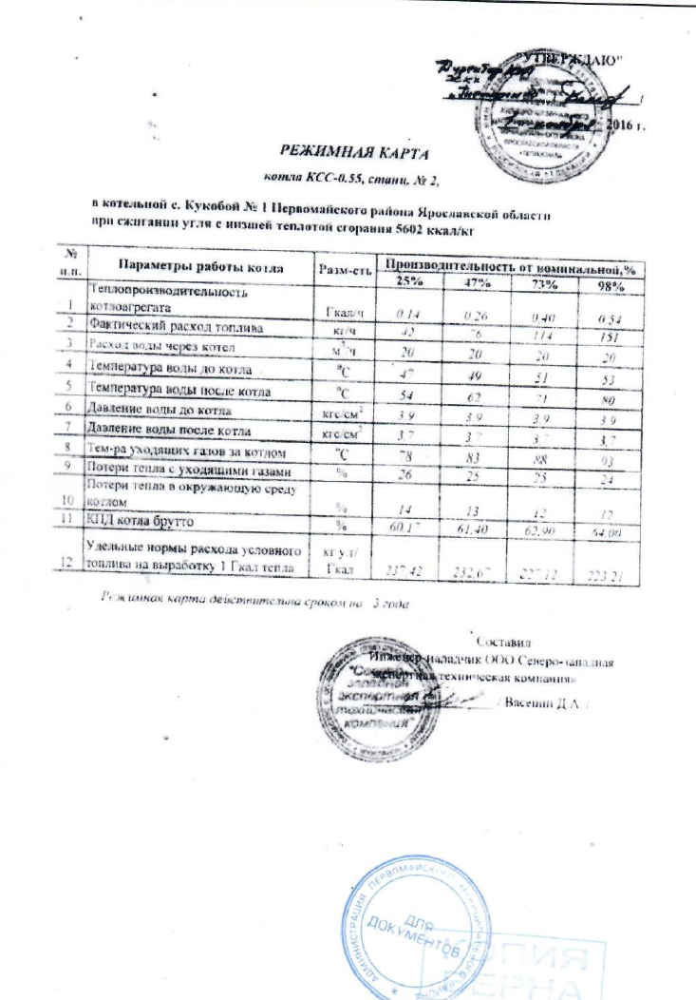 "УТВЕРЖДАЮ"
Директор
2016 г.
РЕЖИМНАЯ КАРТА
котла КСС-0.55, станц. № 2,
в котельной с. Кукобой № 1 Первомайского района Ярославской области
при сжигании угля с низшей теплотой сгорания 5602 ккал/кг
№ п.п. Параметры работы котла Разм-сть Производительность от номинальной,%
25% 47% 73% 98%
1 Теплопроизводительность котлоагрегата Гкал/ч 0.14 0.26 0.40 0.54
2 Фактический расход топлива кг/ч 42 76 114 151
3 Расход воды через котел м³/ч 20 20 20 20
4 Температура воды до котла °С 47 49 51 53
5 Температура воды после котла °С 54 62 71 80
6 Давление воды до котла кгс/см² 3.9 3.9 3.9 3.9
7 Давление воды после котла кгс/см² 3.7 3.7 3.7 3,7
8 Тем-ра уходящих газов за котлом °С 78 83 88 93
9 Потери тепла с уходящими газами % 26 25 25 24
10 Потери тепла в окружающую среду котлом % 14 13 12 12
11 КПД котла брутто % 60,17 61,40 62,90 64,00
12 Удельные нормы расхода условного топлива на выработку 1 Гкал тепла кг у.т/Гкал 237.42 232,67 227.12 223.21
Режимная карта действительна сроком на 3 года
Составил
Инженер-наладчик ООО Северо-западная
экспертная техническая компания»
/ Васенин Д.А. /
"Северо-
западная
экспертная
техническая
компания"
АДМИНИСТРАЦИЯ ПЕРВОМАЙСКОГО МУНИЦИПАЛЬНОГО РАЙОНА
ДЛЯ
ДОКУМЕНТОВ
КОПИЯ
ВЕРНА